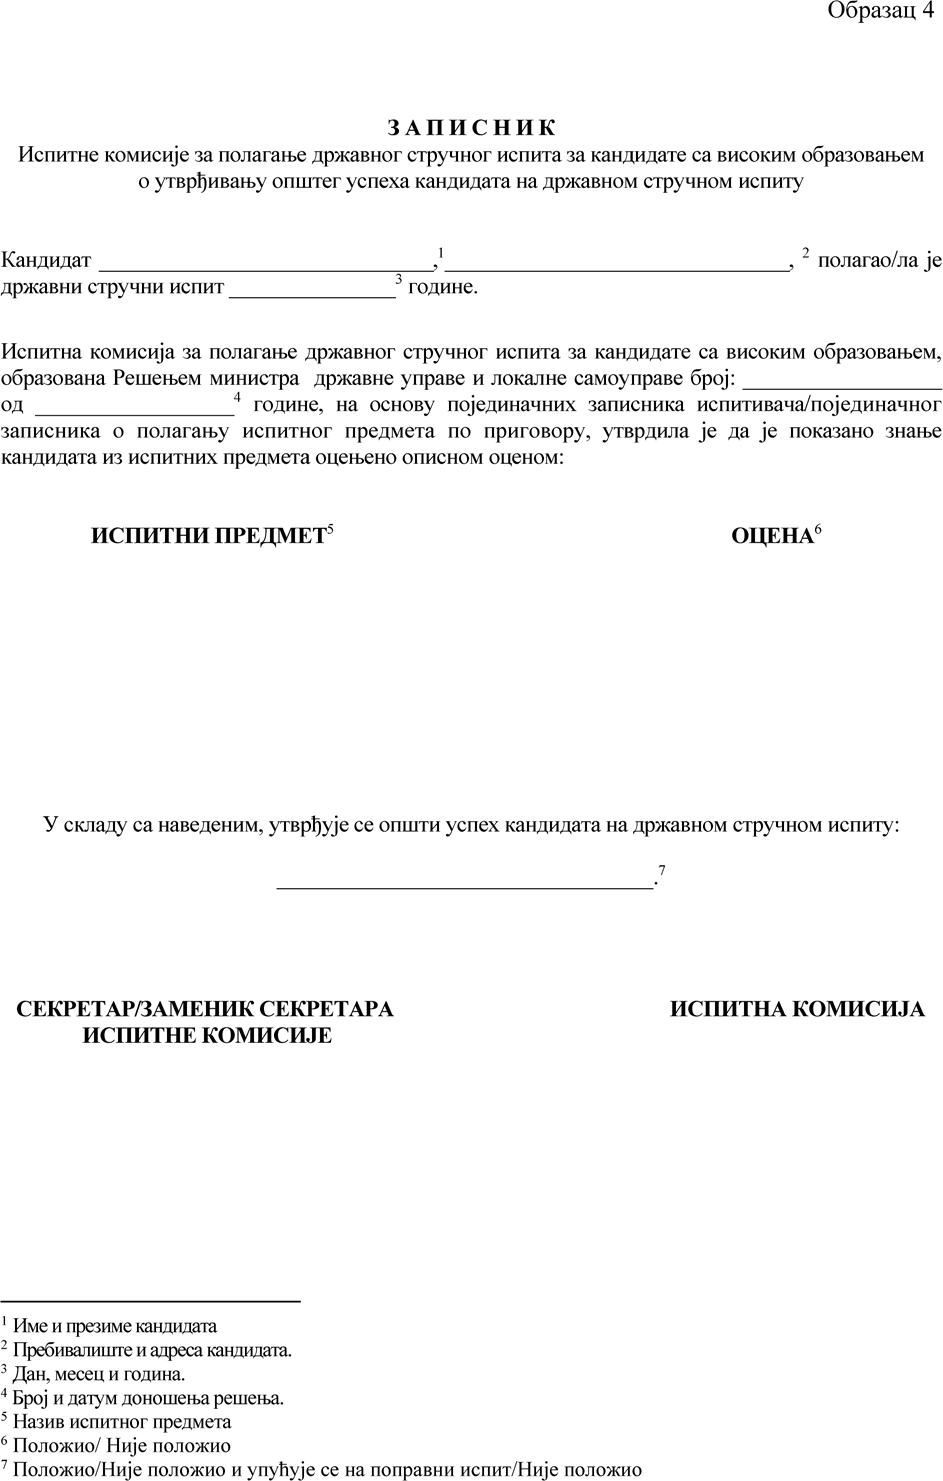 Образац 4
З А П И С Н И К
Испитне комисије за полагање државног стручног испита за кандидате са високим образовањем
о утврђивању општег успеха кандидата на државном стручном испиту
Кандидат ______________________________,¹_______________________________, ² полагао/ла је
државни стручни испит _______________³ године.
Испитна комисија за полагање државног стручног испита за кандидате са високим образовањем,
образована Решењем министра државне управе и локалне самоуправе број: __________________
од __________________⁴ године, на основу појединачних записника испитивача/појединачног
записника о полагању испитног предмета по приговору, утврдила је да је показано знање
кандидата из испитних предмета оцењено описном оценом:
ИСПИТНИ ПРЕДМЕТ⁵ ОЦЕНА⁶
У складу са наведеним, утврђује се општи успех кандидата на државном стручном испиту:
__________________________________.⁷
СЕКРЕТАР/ЗАМЕНИК СЕКРЕТАРА ИСПИТНА КОМИСИЈА
ИСПИТНЕ КОМИСИЈЕ
¹ Име и презиме кандидата
² Пребивалиште и адреса кандидата.
³ Дан, месец и година.
⁴ Број и датум доношења решења.
⁵ Назив испитног предмета
⁶ Положио/ Није положио
⁷ Положио/Није положио и упућује се на поправни испит/Није положио